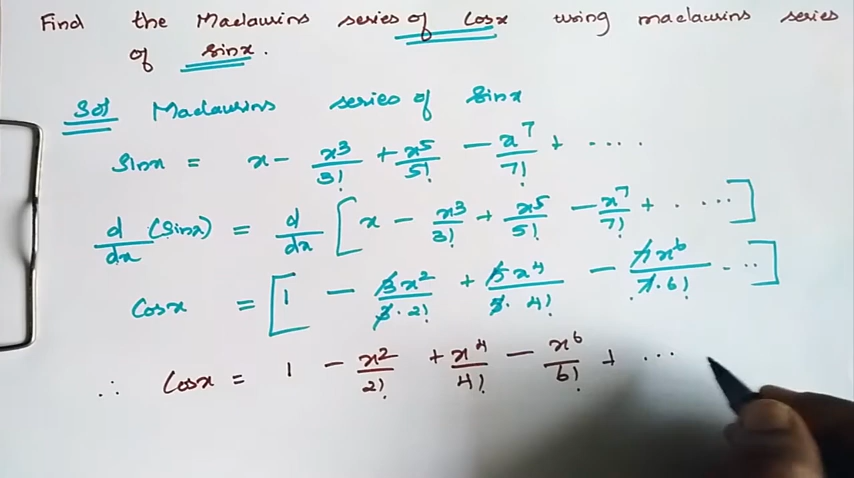 Find the Maclaurins series of Cosx using maclaurins series
of sinx.
Sol Maclaurins series of Sinx
Sinx = x - x³/3! + x⁵/5! - x⁷/7! + ....
d/dx (Sinx) = d/dx [x - x³/3! + x⁵/5! - x⁷/7! + . ...]
Cosx = [1 - 3x²/3·2! + 5x⁴/5·4! - 7x⁶/7·6! ...]
∴ Cosx = 1 - x²/2! + x⁴/4! - x⁶/6! + ...